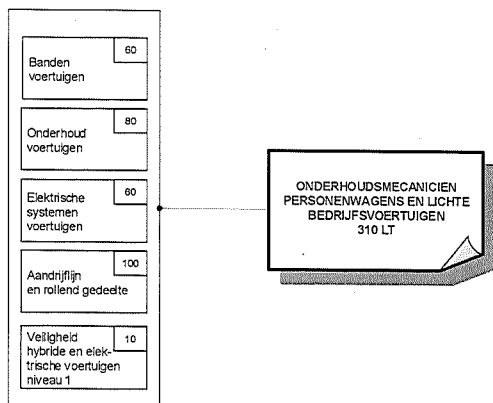 60
Banden
voertuigen
80
Onderhoud
voertuigen
60
Elektrische
systemen
voertuigen
100
Aandrijflijn
en rollend gedeelte
10
Veiligheid
hybride en elek-
trische voertuigen
niveau 1
ONDERHOUDSMECANICIEN
PERSONENWAGENS EN LICHTE
BEDRIJFSVOERTUIGEN
310 LT